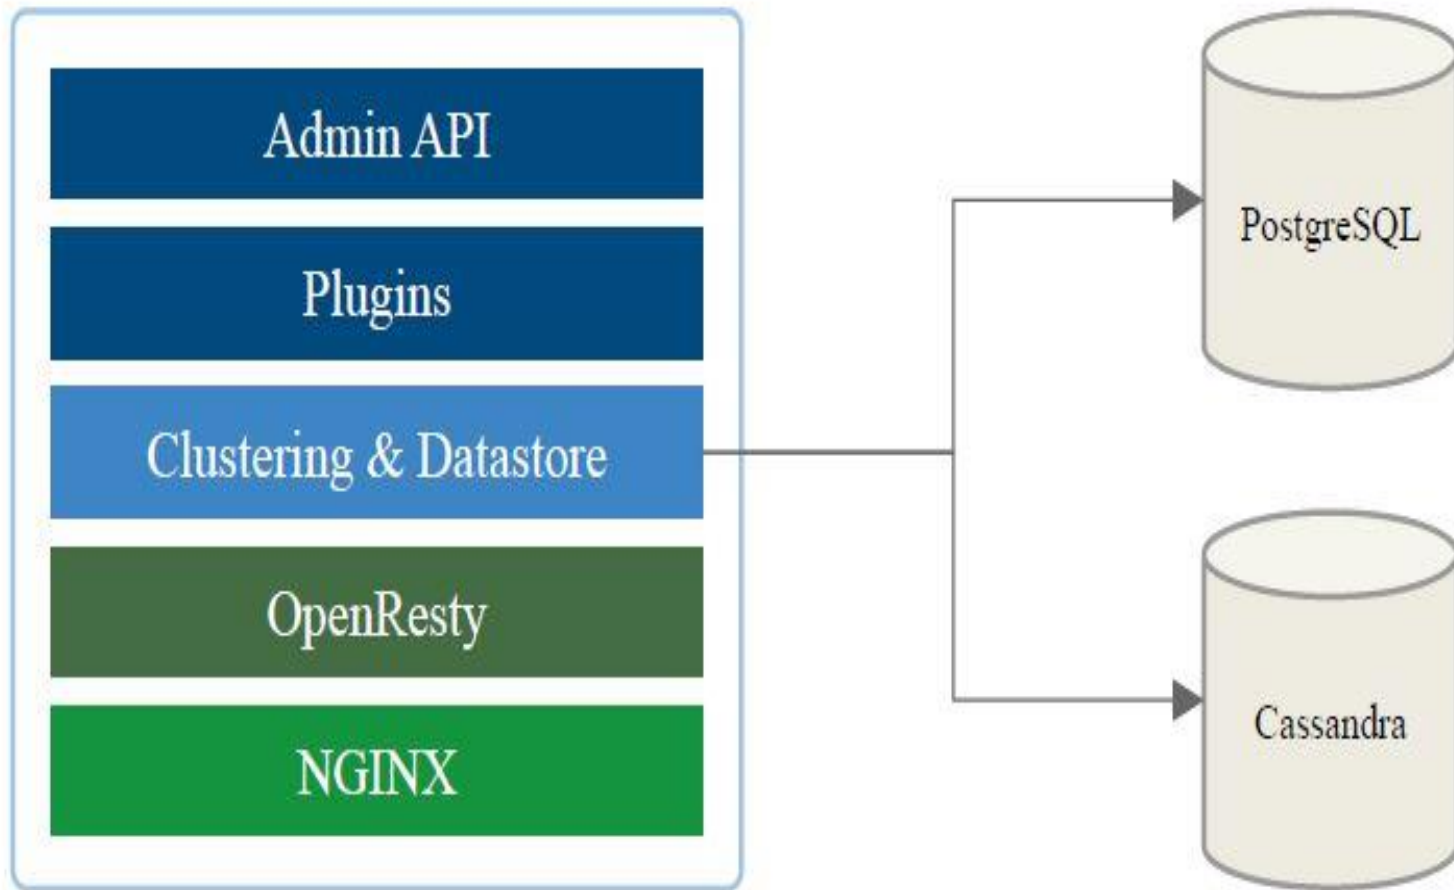 Admin API
Plugins
Clustering & Datastore
OpenResty
NGINX
PostgreSQL
Cassandra